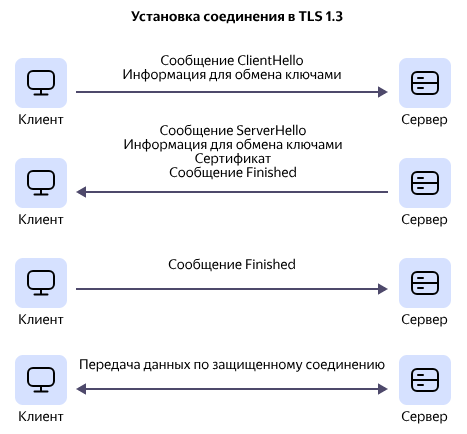 Установка соединения в TLS 1.3
Сообщение ClientHello
Информация для обмена ключами
Клиент
Сервер
Сообщение ServerHello
Информация для обмена ключами
Сертификат
Сообщение Finished
Клиент
Сервер
Сообщение Finished
Клиент
Сервер
Передача данных по защищенному соединению
Клиент
Сервер